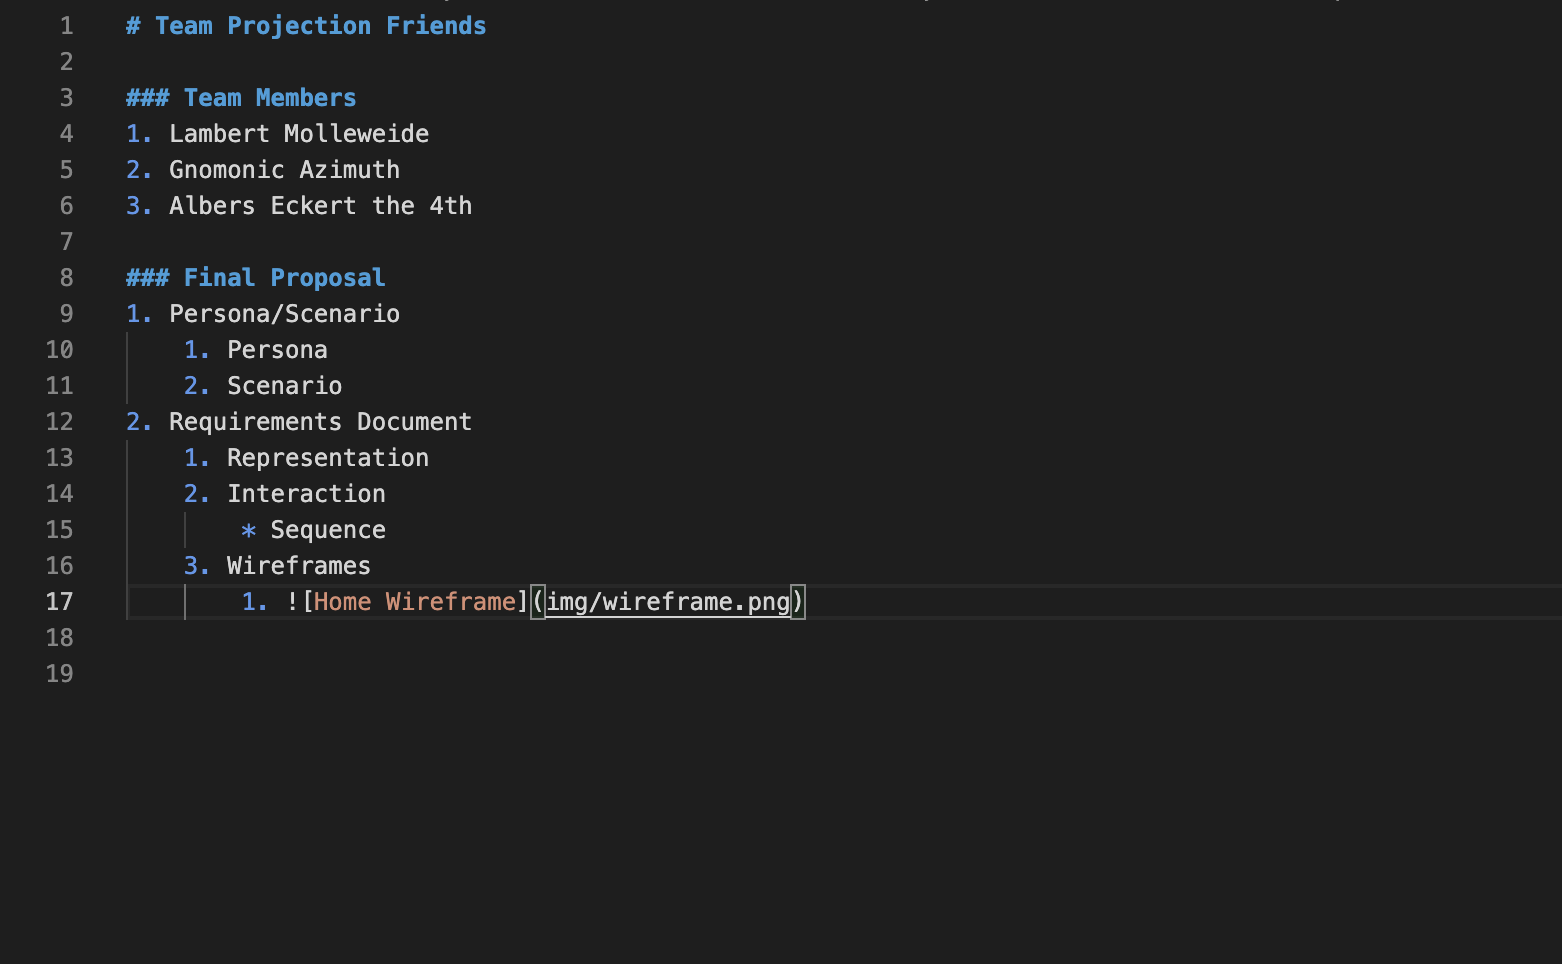 1 # Team Projection Friends
2
3 ### Team Members
4 1. Lambert Molleweide
5 2. Gnomonic Azimuth
6 3. Albers Eckert the 4th
7
8 ### Final Proposal
9 1. Persona/Scenario
10     1. Persona
11     2. Scenario
12 2. Requirements Document
13     1. Representation
14     2. Interaction
15         * Sequence
16     3. Wireframes
17         1. ![Home Wireframe](img/wireframe.png)
18
19